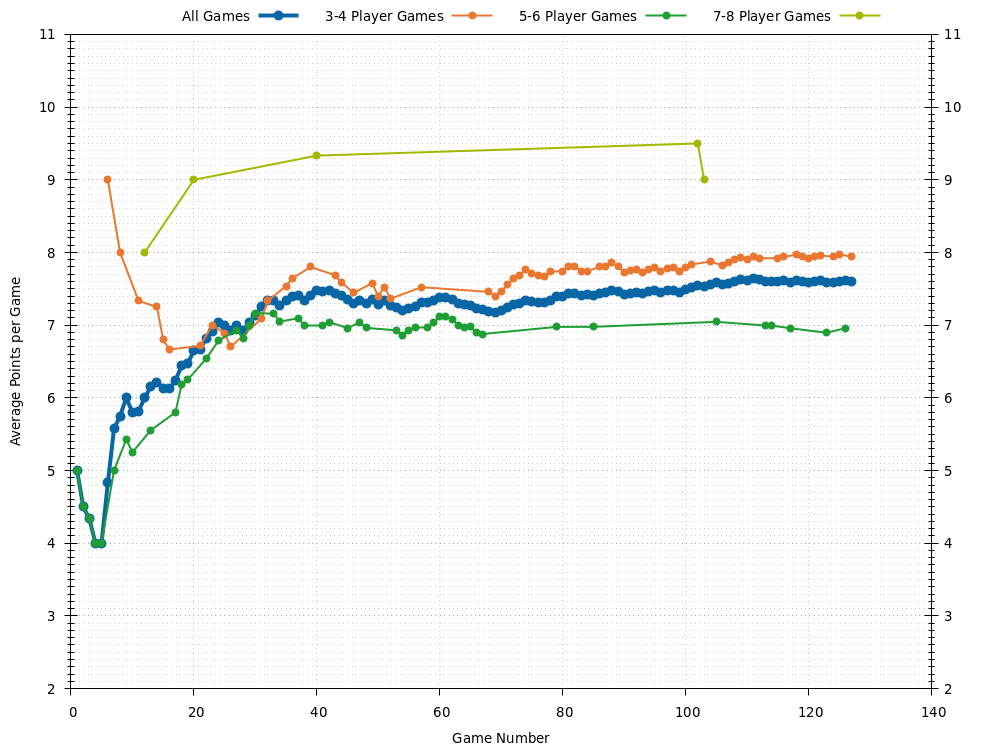 All Games 3-4 Player Games 5-6 Player Games 7-8 Player Games
11 11
10 10
9 9
8 8
7 7
6 6
5 5
4 4
3 3
2 2
Average Points per Game
0 20 40 60 80 100 120 140
Game Number